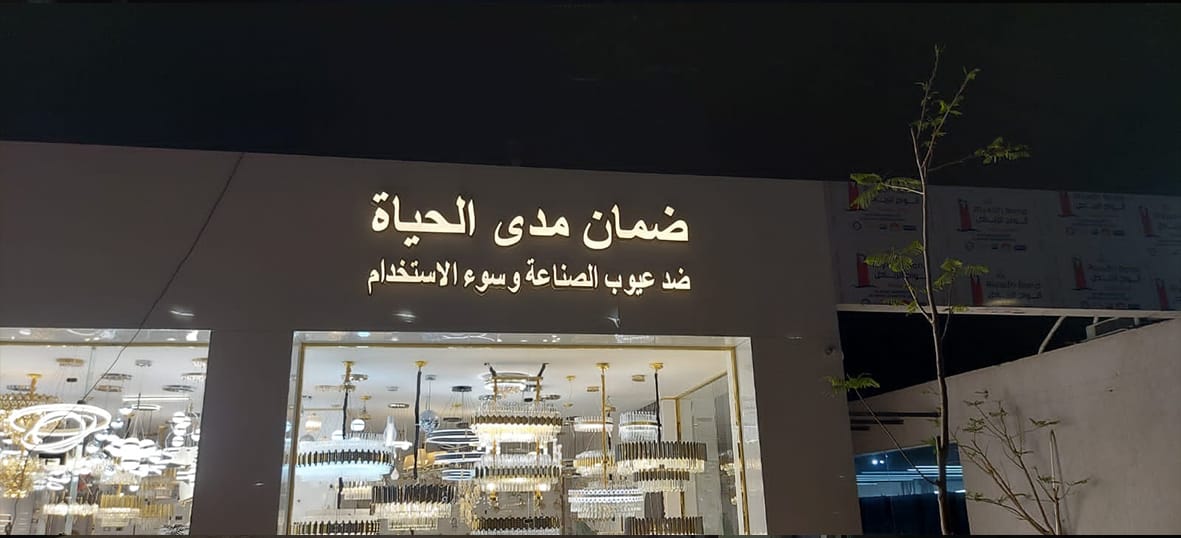 ضمان مدى الحياة
ضد عيوب الصناعة وسوء الاستخدام